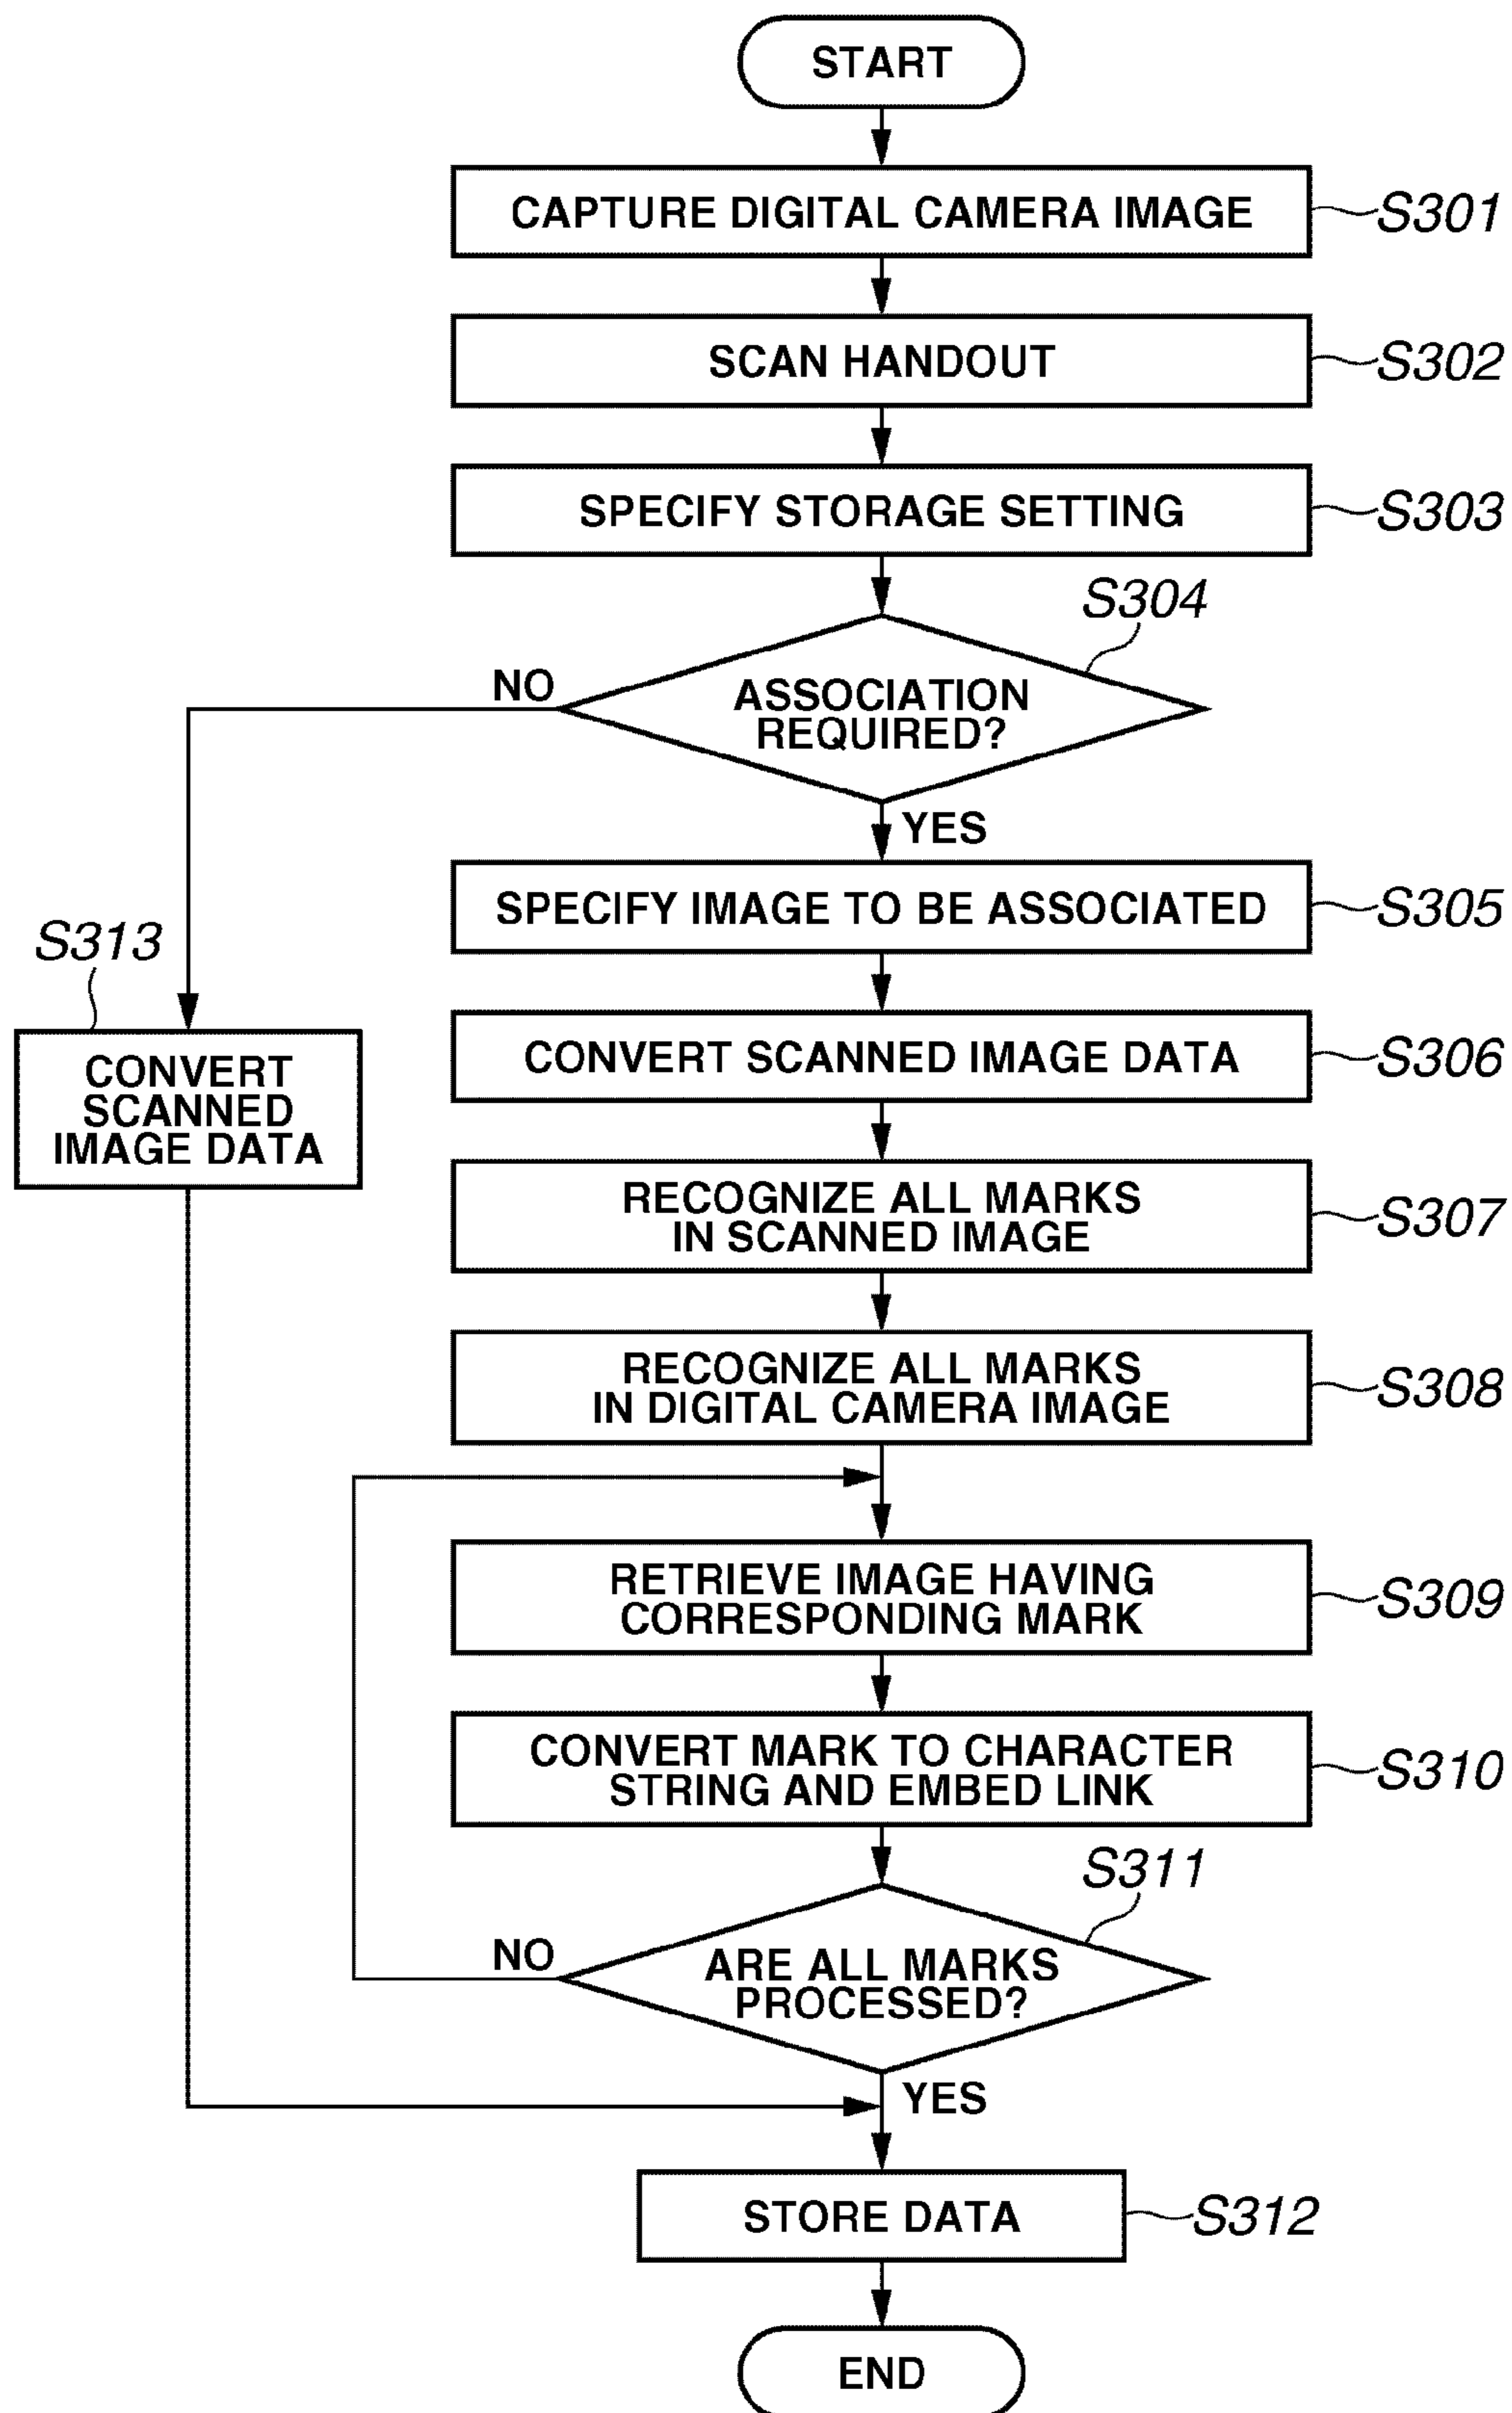 START
CAPTURE DIGITAL CAMERA IMAGE
S301
SCAN HANDOUT
S302
SPECIFY STORAGE SETTING
S303
S304
NO
ASSOCIATION
REQUIRED?
YES
SPECIFY IMAGE TO BE ASSOCIATED
S305
S313
CONVERT
SCANNED
IMAGE DATA
CONVERT SCANNED IMAGE DATA
S306
RECOGNIZE ALL MARKS
IN SCANNED IMAGE
S307
RECOGNIZE ALL MARKS
IN DIGITAL CAMERA IMAGE
S308
RETRIEVE IMAGE HAVING
CORRESPONDING MARK
S309
CONVERT MARK TO CHARACTER
STRING AND EMBED LINK
S310
S311
NO
ARE ALL MARKS
PROCESSED?
YES
STORE DATA
S312
END